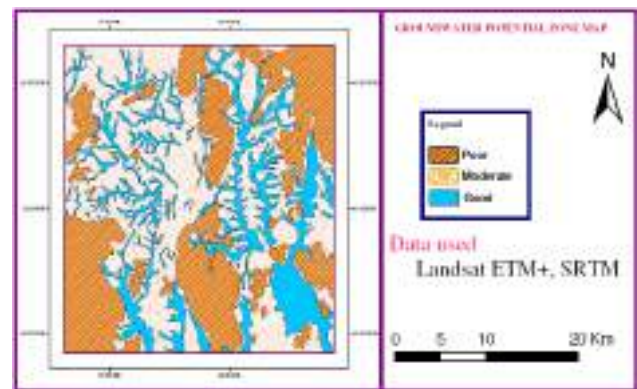 GROUNDWATER POTENTIAL ZONE MAP
N
Legend
Poor
Moderate
Good
Data used
Landsat ETM+, SRTM
0 5 10 20 Km